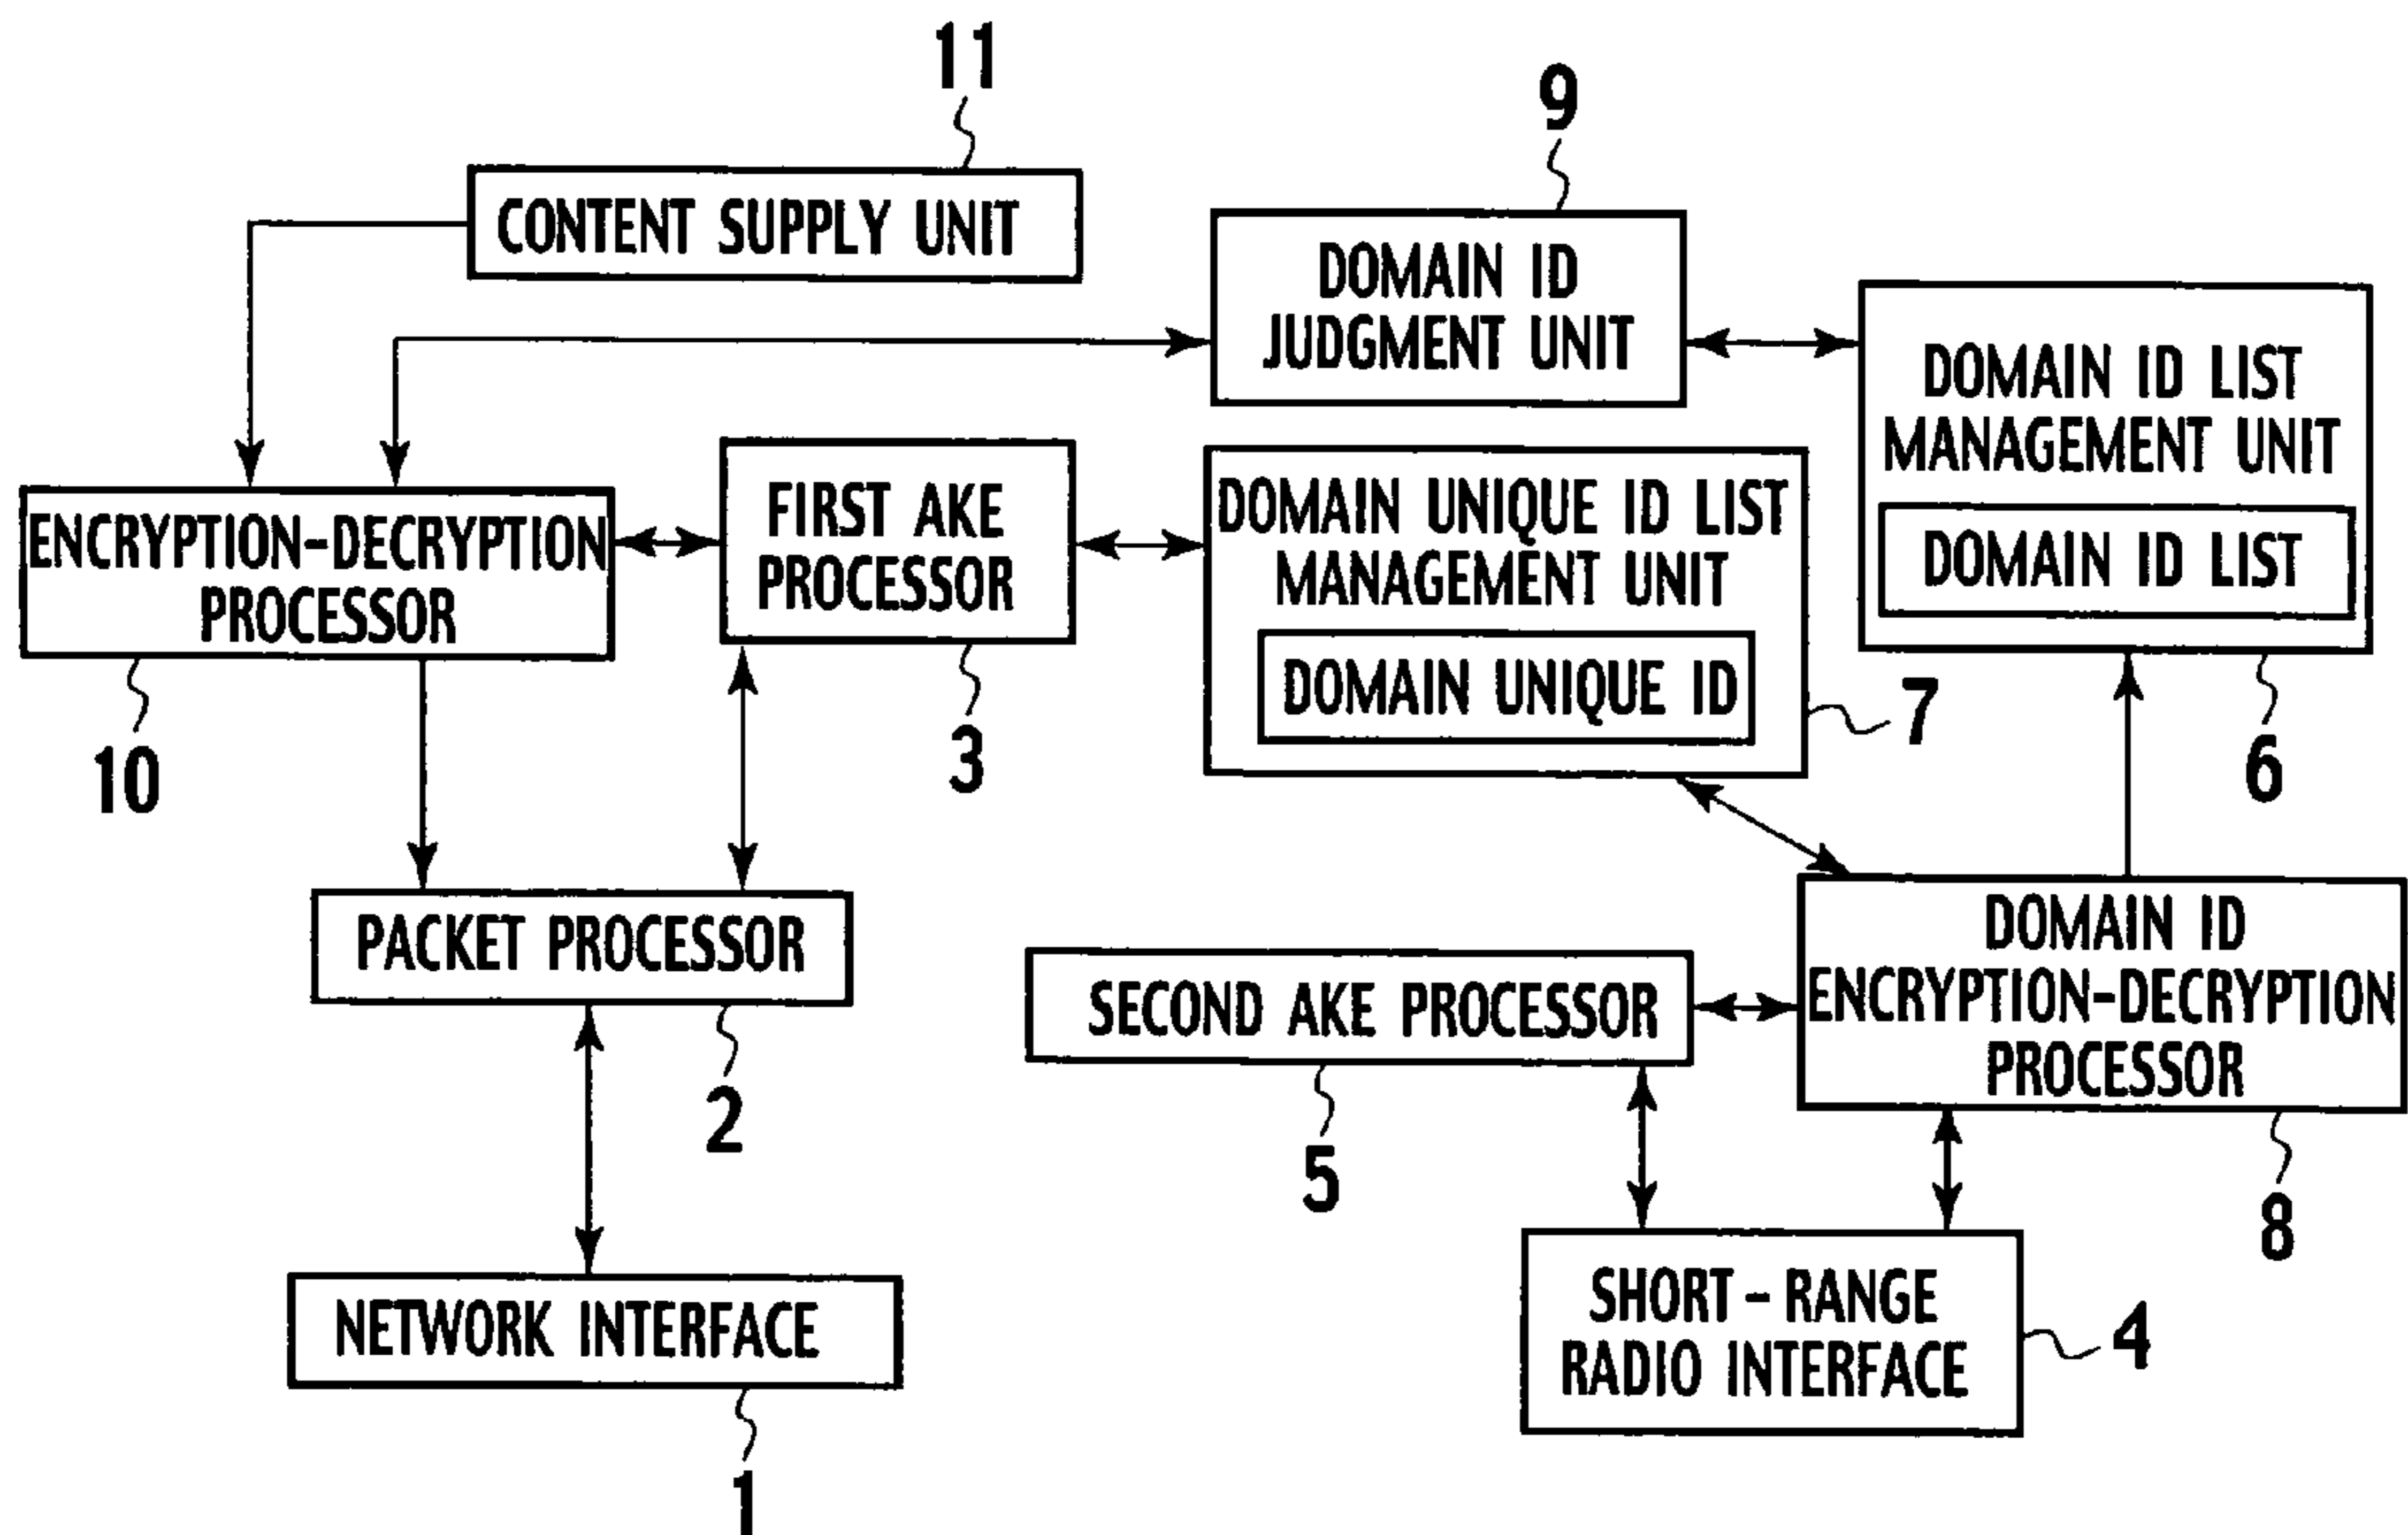 11
9
CONTENT SUPPLY UNIT
DOMAIN ID
JUDGMENT UNIT
DOMAIN ID LIST
MANAGEMENT UNIT
DOMAIN ID LIST
6
ENCRYPTION-DECRYPTION
PROCESSOR
10
FIRST AKE
PROCESSOR
3
DOMAIN UNIQUE ID LIST
MANAGEMENT UNIT
DOMAIN UNIQUE ID
7
PACKET PROCESSOR
2
SECOND AKE PROCESSOR
5
DOMAIN ID
ENCRYPTION-DECRYPTION
PROCESSOR
8
NETWORK INTERFACE
1
SHORT-RANGE
RADIO INTERFACE
4